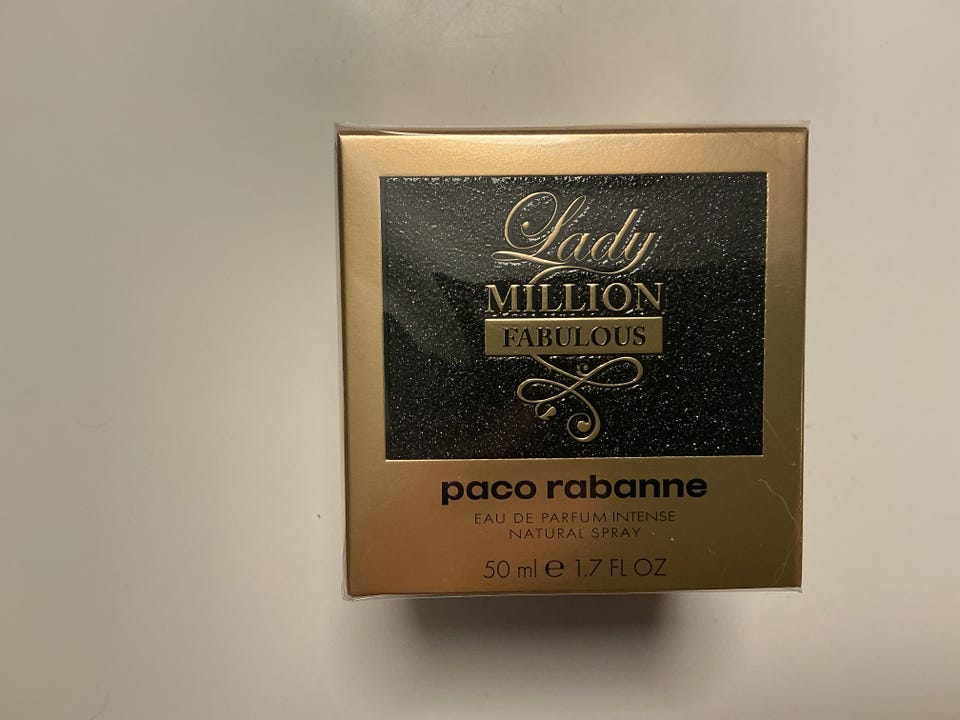 Lady
MILLION
FABULOUS
paco rabanne
EAU DE PARFUM INTENSE
NATURAL SPRAY
50 ml ℮ 1.7 FL OZ